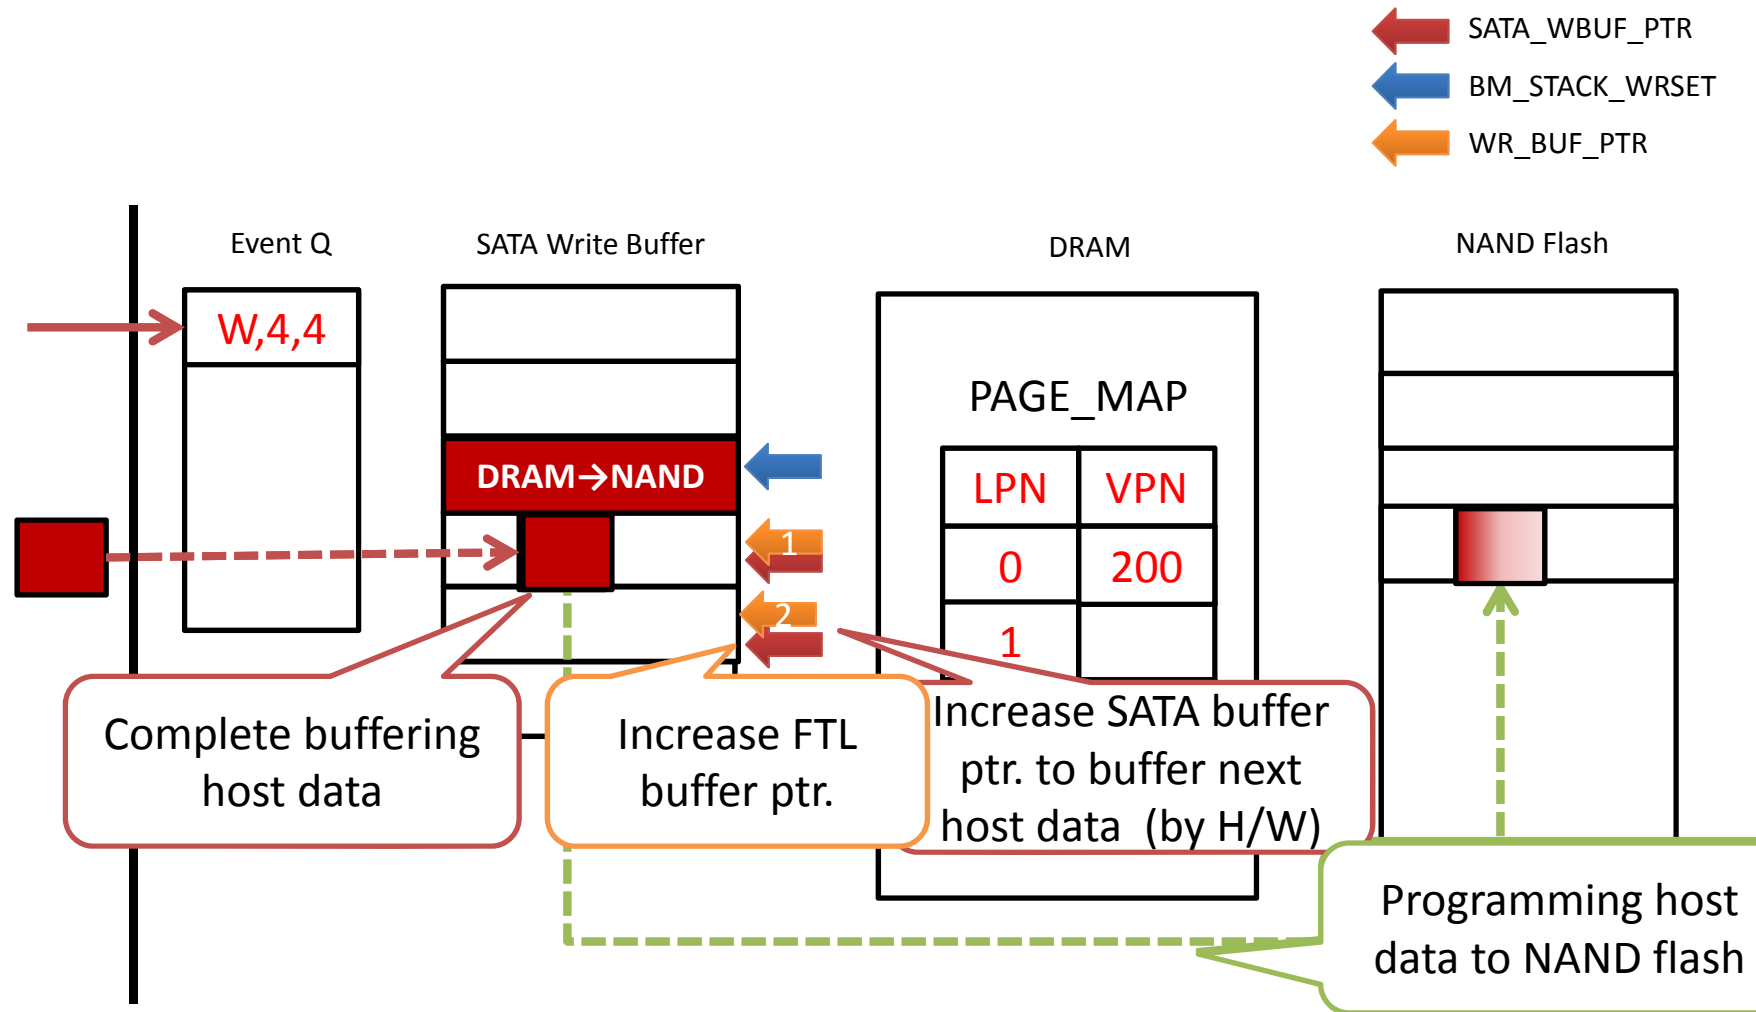 SATA_WBUF_PTR
BM_STACK_WRSET
WR_BUF_PTR
Event Q
SATA Write Buffer
DRAM
NAND Flash
W,4,4
PAGE_MAP
DRAM→NAND
LPN VPN
1
0 200
2
1
Complete buffering
host data
Increase FTL
buffer ptr.
Increase SATA buffer
ptr. to buffer next
host data (by H/W)
Programming host
data to NAND flash